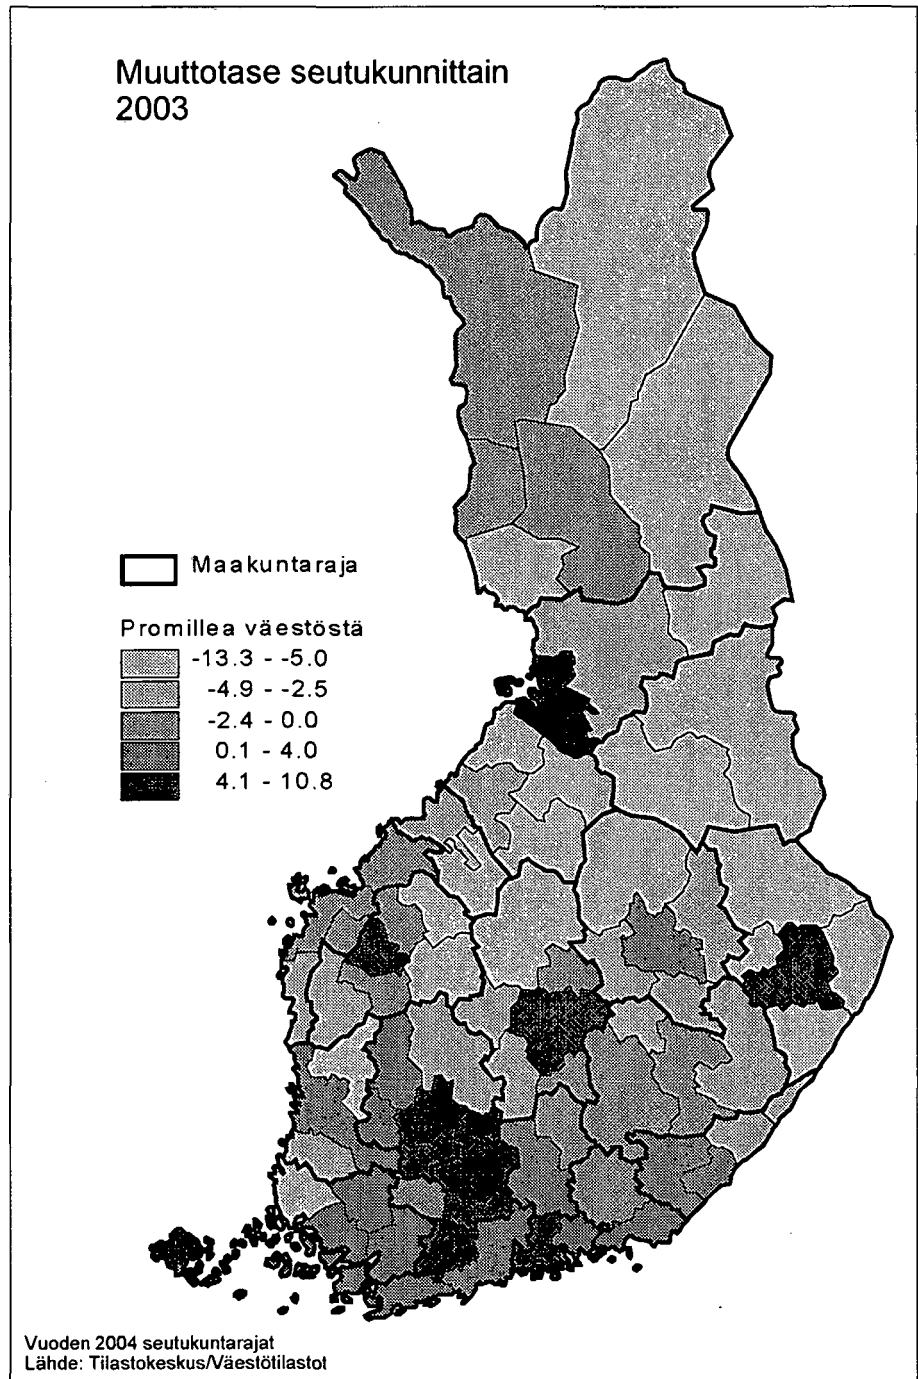 Muuttotase seutukunnittain
2003
Maakuntaraja
Promillea väestöstä
-13.3 - -5.0
-4.9 - -2.5
-2.4 - 0.0
0.1 - 4.0
4.1 - 10.8
Vuoden 2004 seutukuntarajat
Lähde: Tilastokeskus/Väestötilastot